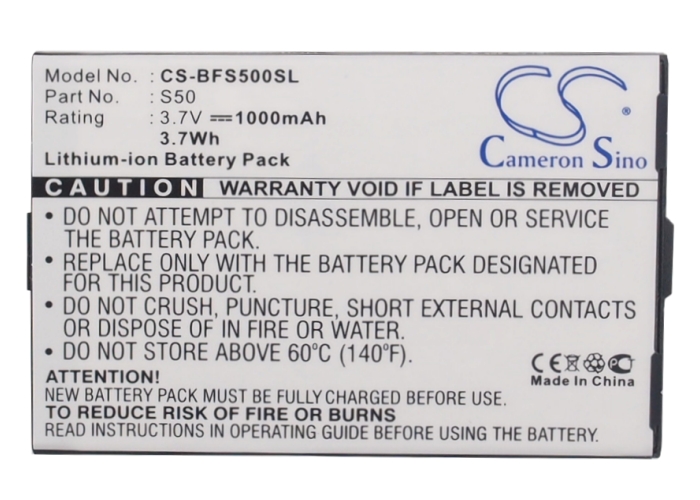 Model No. : CS-BFS500SL
Part No. : S50
Rating : 3.7V ⎓1000mAh
3.7Wh
Lithium-ion Battery Pack
CS®
Cameron Sino
CAUTION WARRANTY VOID IF LABEL IS REMOVED
• DO NOT ATTEMPT TO DISASSEMBLE, OPEN OR SERVICE
THE BATTERY PACK.
• REPLACE ONLY WITH THE BATTERY PACK DESIGNATED
FOR THIS PRODUCT.
• DO NOT CRUSH, PUNCTURE, SHORT EXTERNAL CONTACTS
OR DISPOSE OF IN FIRE OR WATER.
• DO NOT STORE ABOVE 60°C (140°F).
CE
Made In China
ATTENTION!
NEW BATTERY PACK MUST BE FULLY CHARGED BEFORE USE.
TO REDUCE RISK OF FIRE OR BURNS
READ INSTRUCTIONS IN OPERATING GUIDE BEFORE USING THE BATTERY.